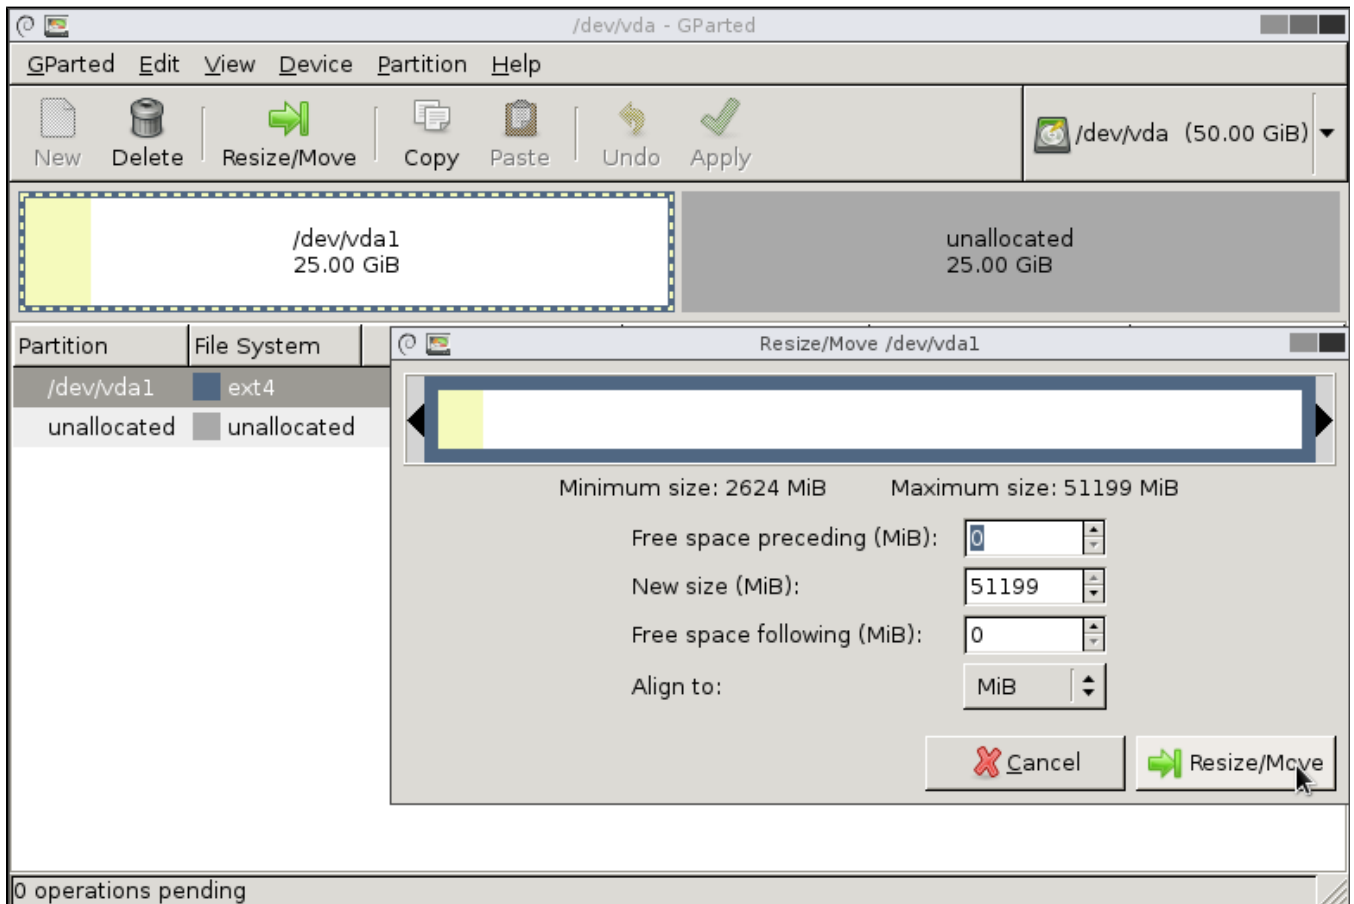 /dev/vda - GParted
GParted Edit View Device Partition Help
New Delete Resize/Move Copy Paste Undo Apply /dev/vda (50.00 GiB)
/dev/vda1 unallocated
25.00 GiB 25.00 GiB
Partition File System Resize/Move /dev/vda1
/dev/vda1 ext4
unallocated unallocated
Minimum size: 2624 MiB Maximum size: 51199 MiB
Free space preceding (MiB): 0
New size (MiB): 51199
Free space following (MiB): 0
Align to: MiB
Cancel Resize/Move
0 operations pending